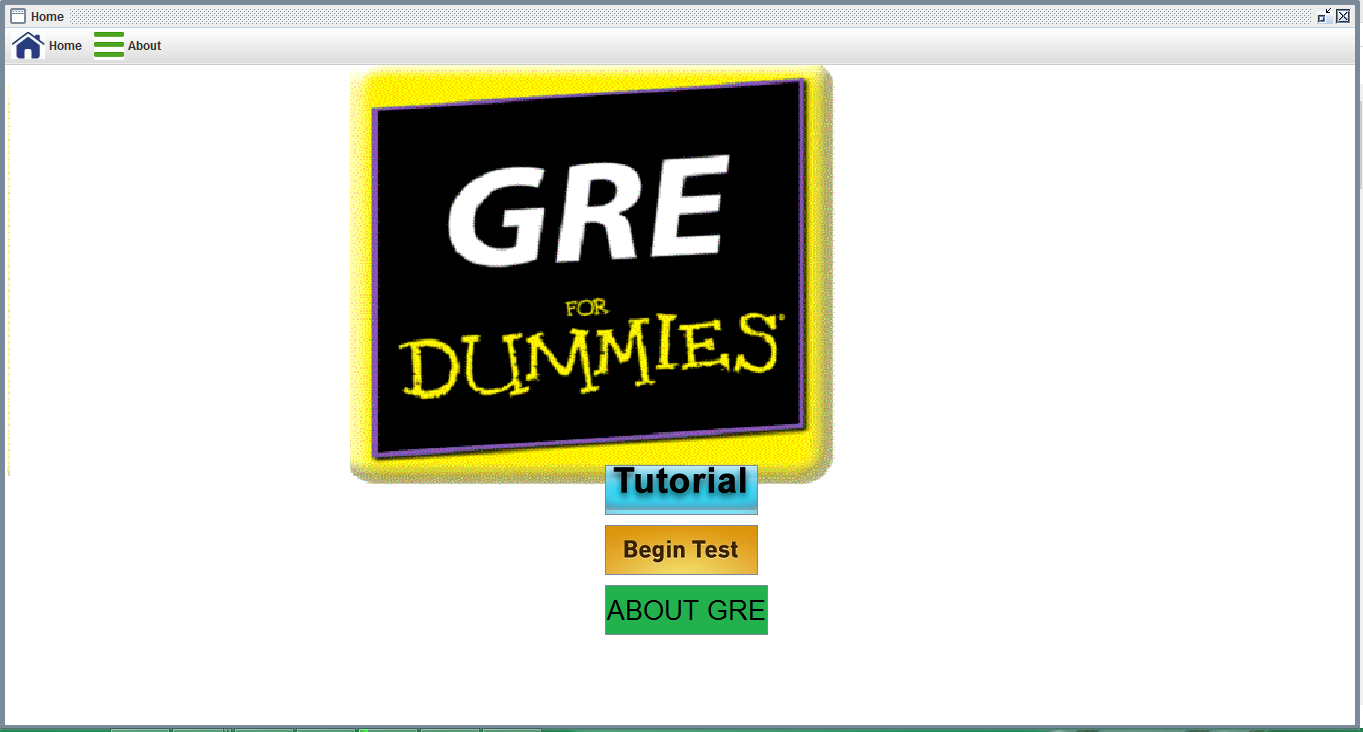 Home
Home About
GRE
FOR
DUMMIES®
Tutorial
Begin Test
ABOUT GRE